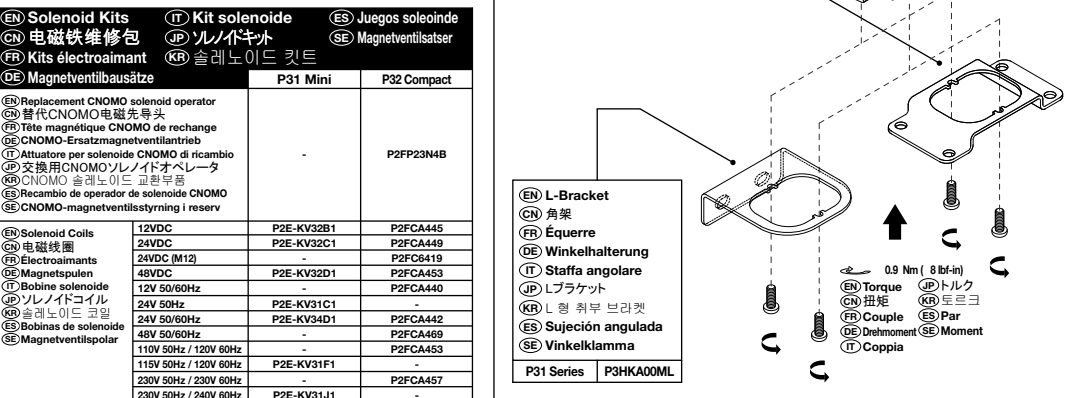 EN Solenoid Kits IT Kit solenoide ES Juegos soleoinde
CN 电磁铁维修包 JP ソレノイドキット SE Magnetventilsatser
FR Kits électroaimant KR 솔레노이드 킷트
DE Magnetventilbausätze P31 Mini P32 Compact
EN Replacement CNOMO solenoid operator
CN 替代CNOMO电磁先导头
FR Tête magnétique CNOMO de rechange
DE CNOMO-Ersatzmagnetventilantrieb
IT Attuatore per solenoide CNOMO di ricambio - P2FP23N4B
JP 交換用CNOMOソレノイドオペレータ
KR CNOMO 솔레노이드 교환부품
ES Recambio de operador de solenoide CNOMO
SE CNOMO-magnetventilsstyrning i reserv
EN Solenoid Coils
CN 电磁线圈
FR Électroaimants
DE Magnetspulen
IT Bobine solenoide
JP ソレノイドコイル
KR 솔레노이드 코일
ES Bobinas de solenoide
SE Magnetventilspolar
12VDC P2E-KV32B1 P2FCA445
24VDC P2E-KV32C1 P2FCA449
24VDC (M12) - P2FC6419
48VDC P2E-KV32D1 P2FCA453
12V 50/60Hz - P2FCA440
24V 50Hz P2E-KV31C1 -
24V 50/60Hz P2E-KV34D1 P2FCA442
48V 50/60Hz - P2FCA469
110V 50Hz / 120V 60Hz - P2FCA453
115V 50Hz / 120V 60Hz P2E-KV31F1 -
230V 50Hz / 230V 60Hz - P2FCA457
230V 50Hz / 240V 60Hz P2E-KV31J1 -
EN L-Bracket
CN 角架
FR Équerre
DE Winkelhalterung
IT Staffa angolare
JP Lブラケット
KR L 형 취부 브라켓
ES Sujeción angulada
SE Vinkelklamma
P31 Series P3HKA00ML
0.9 Nm ( 8 lbf-in)
EN Torque JP トルク
CN 扭矩 KR 토르크
FR Couple ES Par
DE Drehmoment SE Moment
IT Coppia